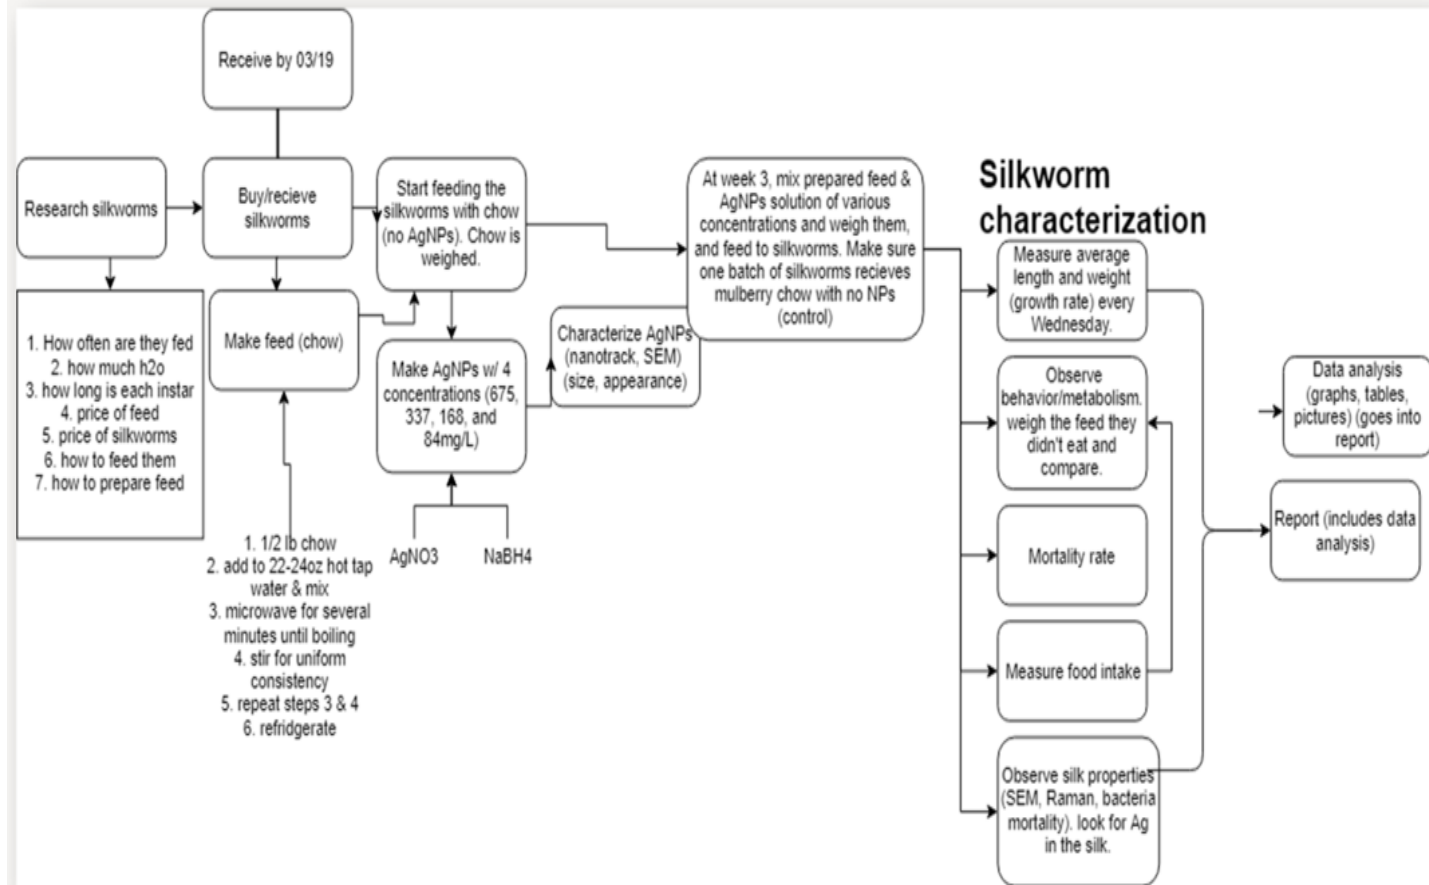 Receive by 03/19
Research silkworms
Buy/recieve
silkworms
Start feeding the
silkworms with chow
(no AgNPs). Chow is
weighed.
At week 3, mix prepared feed &
AgNPs solution of various
concentrations and weigh them,
and feed to silkworms. Make sure
one batch of silkworms recieves
mulberry chow with no NPs
(control)
1. How often are they fed
2. how much h2o
3. how long is each instar
4. price of feed
5. price of silkworms
6. how to feed them
7. how to prepare feed
Make feed (chow)
Make AgNPs w/ 4
concentrations (675,
337, 168, and
84mg/L)
Characterize AgNPs
(nanotrack, SEM)
(size, appearance)
1. 1/2 lb chow
2. add to 22-24oz hot tap
water & mix
3. microwave for several
minutes until boiling
4. stir for uniform
consistency
5. repeat steps 3 & 4
6. refridgerate
AgNO3
NaBH4
Silkworm
characterization
Measure average
length and weight
(growth rate) every
Wednesday.
Observe
behavior/metabolism.
weigh the feed they
didn't eat and
compare.
Mortality rate
Measure food intake
Observe silk properties
(SEM, Raman, bacteria
mortality). look for Ag
in the silk.
Data analysis
(graphs, tables,
pictures) (goes into
report)
Report (includes data
analysis)